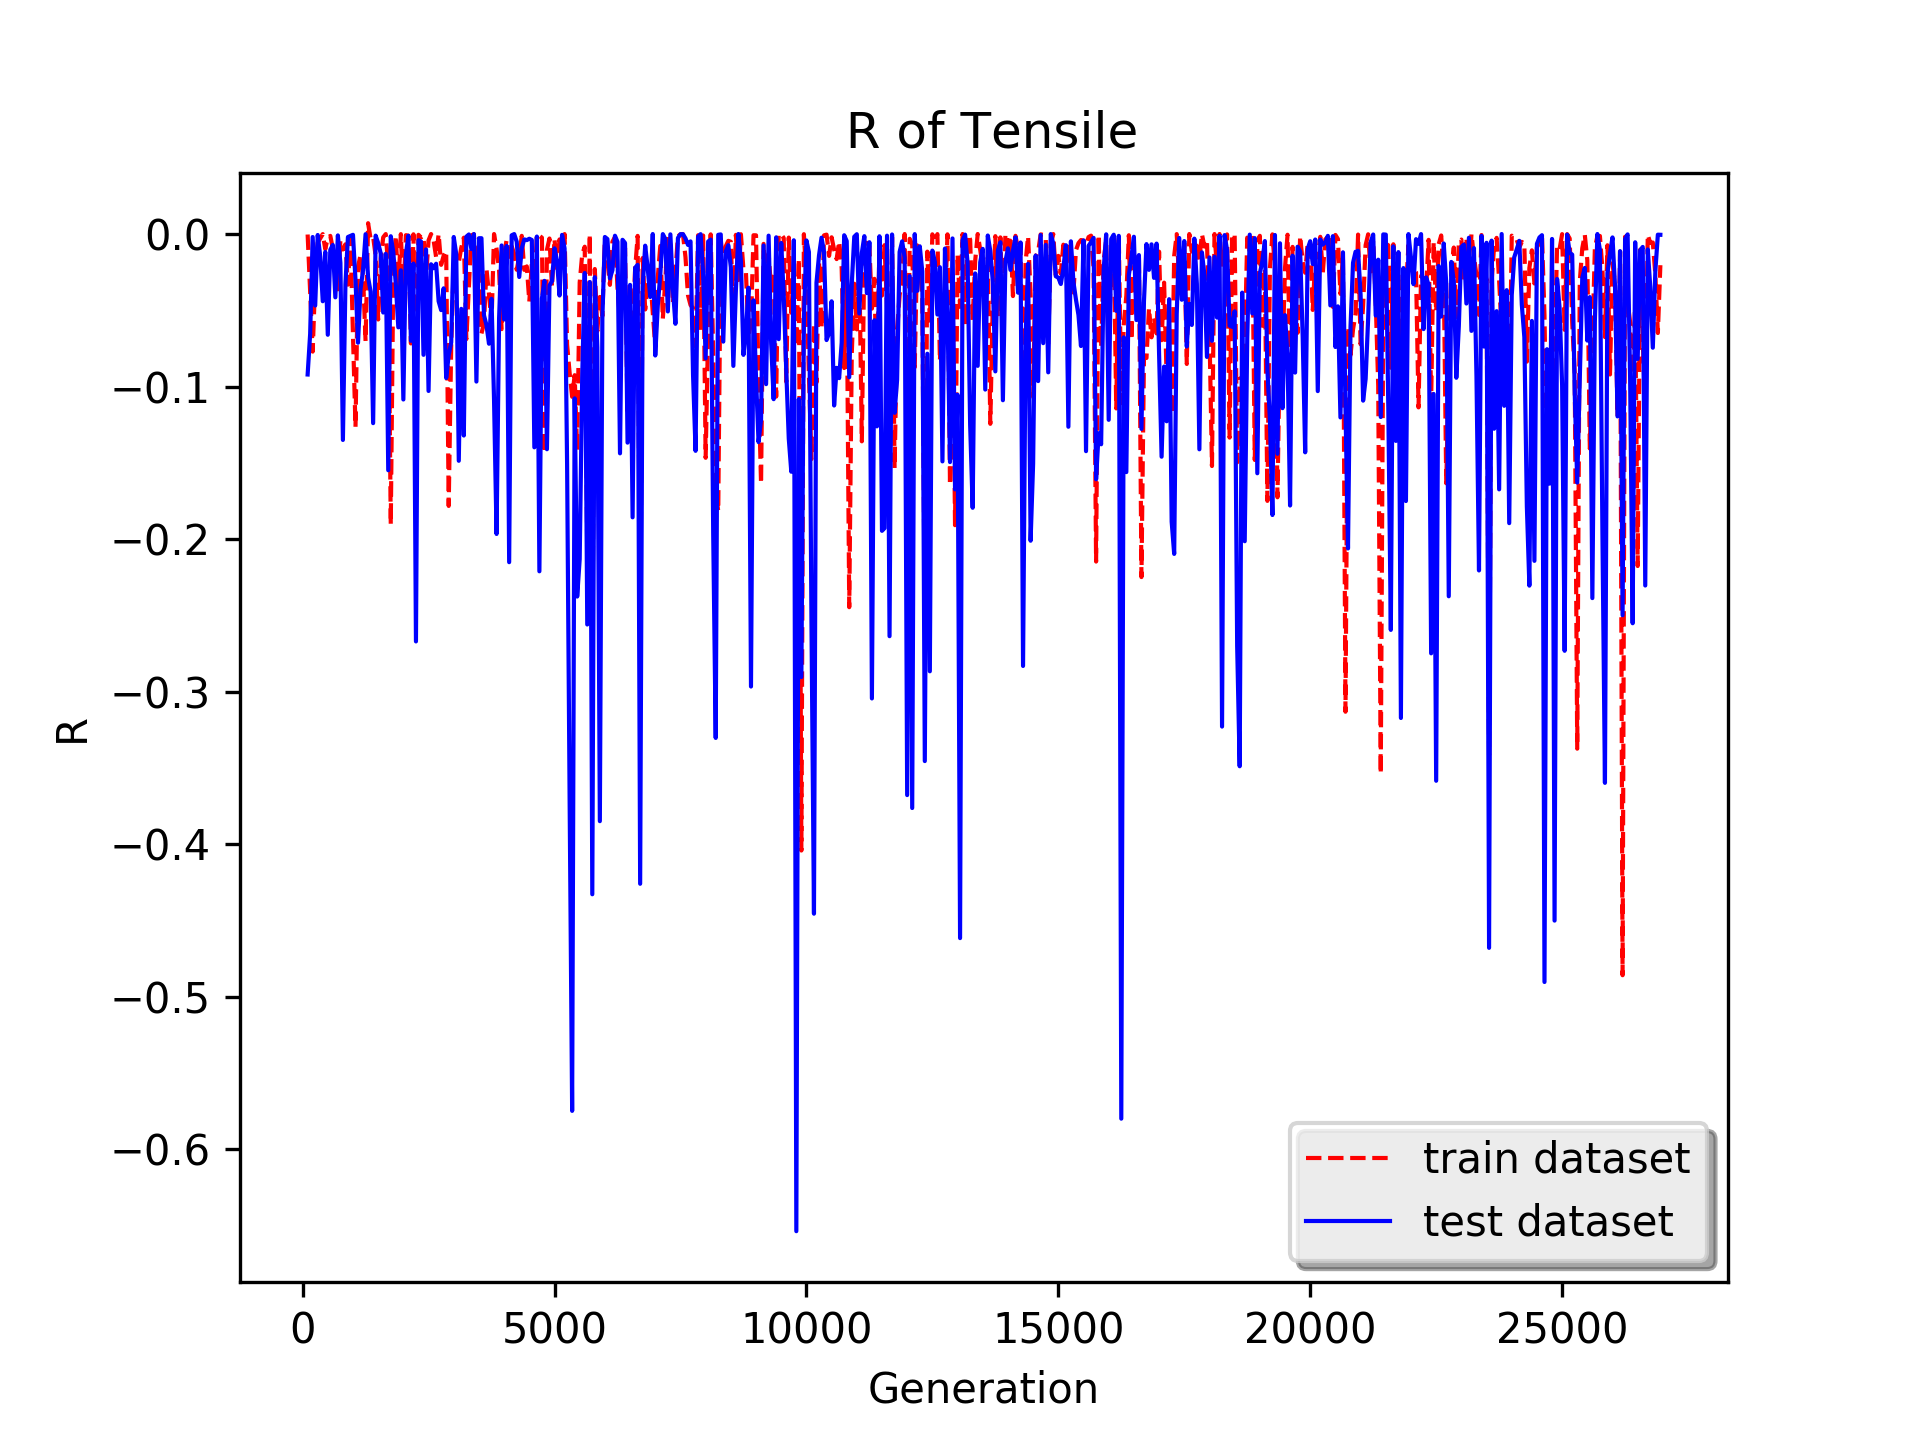 R of Tensile
0.0
−0.1
−0.2
−0.3
−0.4
−0.5
−0.6
R
train dataset
test dataset
0 5000 10000 15000 20000 25000
Generation